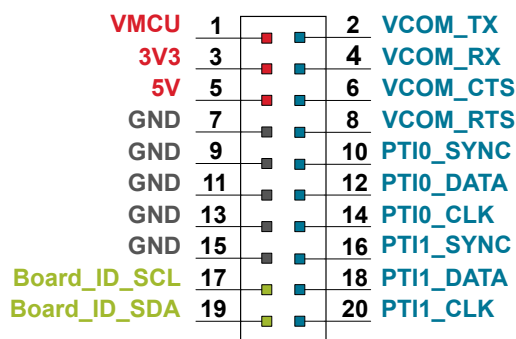 VMCU 1 2 VCOM_TX
3V3 3 4 VCOM_RX
5V 5 6 VCOM_CTS
GND 7 8 VCOM_RTS
GND 9 10 PTI0_SYNC
GND 11 12 PTI0_DATA
GND 13 14 PTI0_CLK
GND 15 16 PTI1_SYNC
Board_ID_SCL 17 18 PTI1_DATA
Board_ID_SDA 19 20 PTI1_CLK